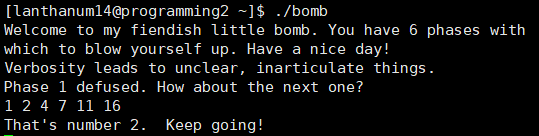 [lanthanum14@programming2 ~]$ ./bomb
Welcome to my fiendish little bomb. You have 6 phases with
which to blow yourself up. Have a nice day!
Verbosity leads to unclear, inarticulate things.
Phase 1 defused. How about the next one?
1 2 4 7 11 16
That's number 2.  Keep going!